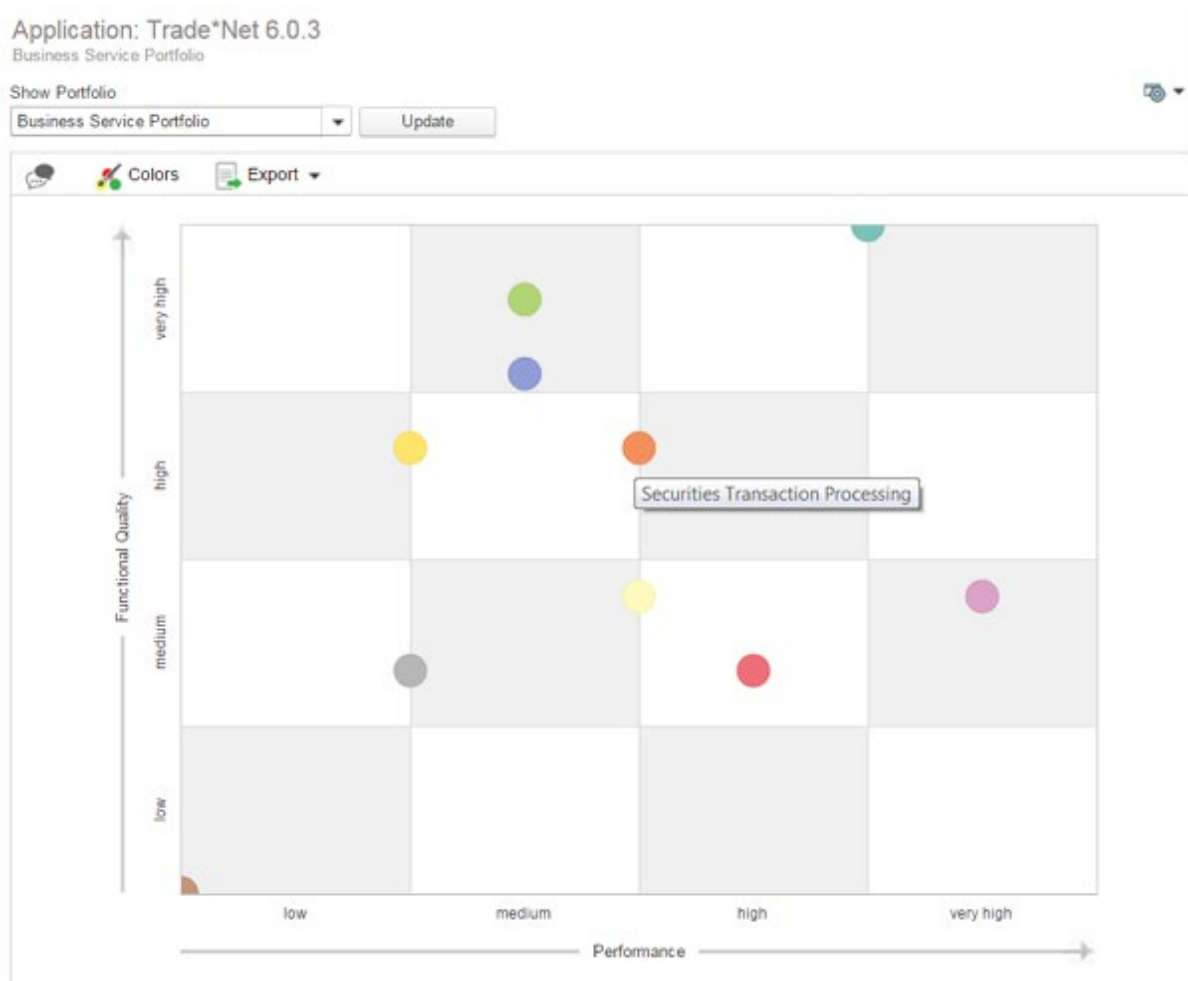 Application: Trade*Net 6.0.3
Business Service Portfolio
Show Portfolio
Business Service Portfolio
Update
Colors
Export
very high
high
Securities Transaction Processing
Functional Quality
medium
low
low
medium
high
very high
Performance